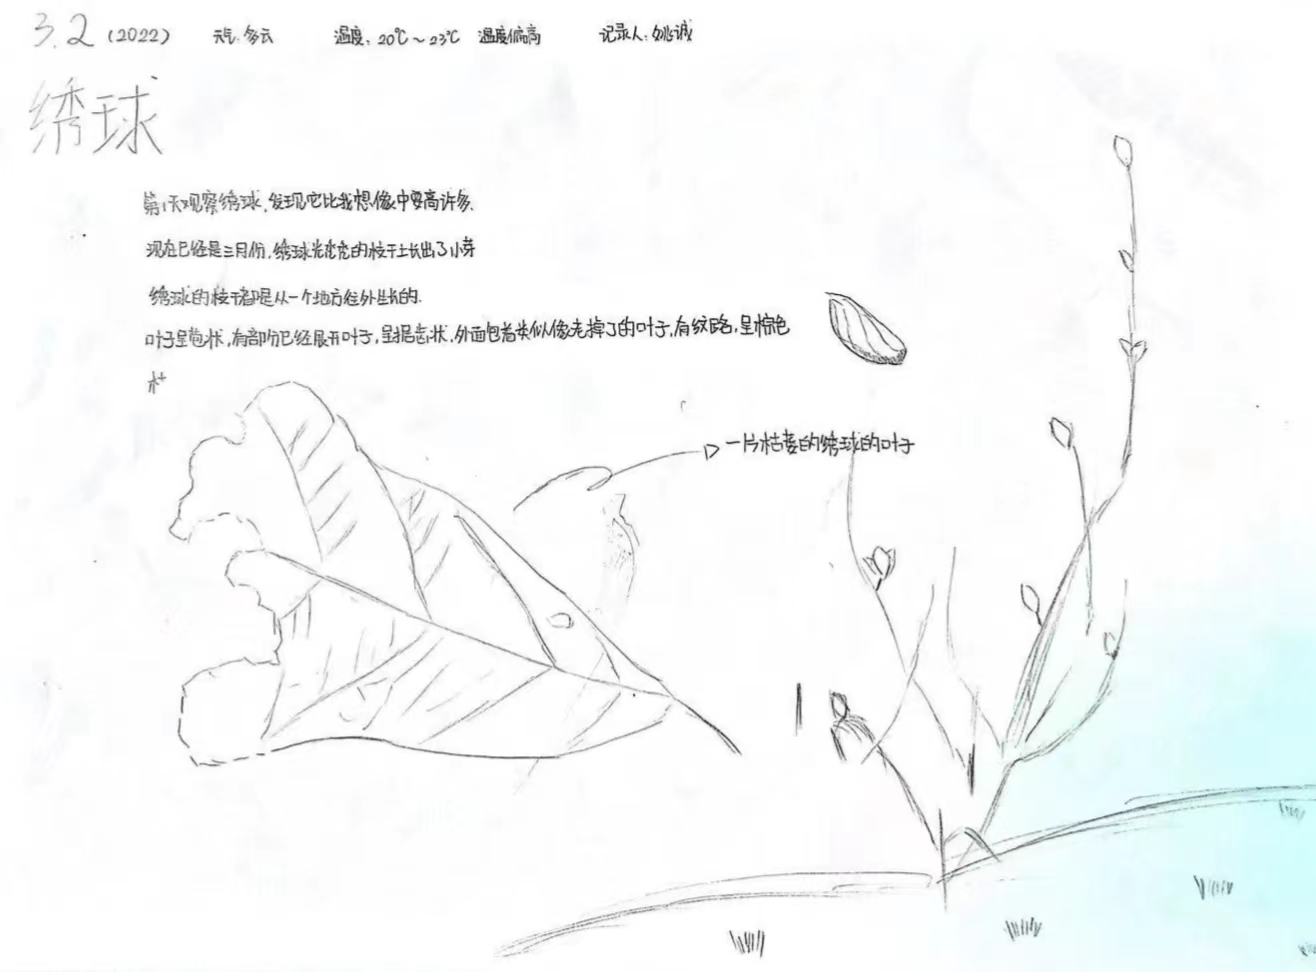 3.2 (2022) 天气:多云 温度:20℃~23℃ 温度偏高 记录人:姚诚
绣球
第1天观察绣球,发现它比我想像中要高许多.
现在已经是三月份,绣球光秃秃的枝干上长出了小芽
绣球的枝干都是从一个地方往外生长的.
叶子呈苞状,有部分已经展开叶子,呈锯齿状,外面包着类似像老掉了的叶子,有纹路,呈棕色
一片枯萎的绣球的叶子